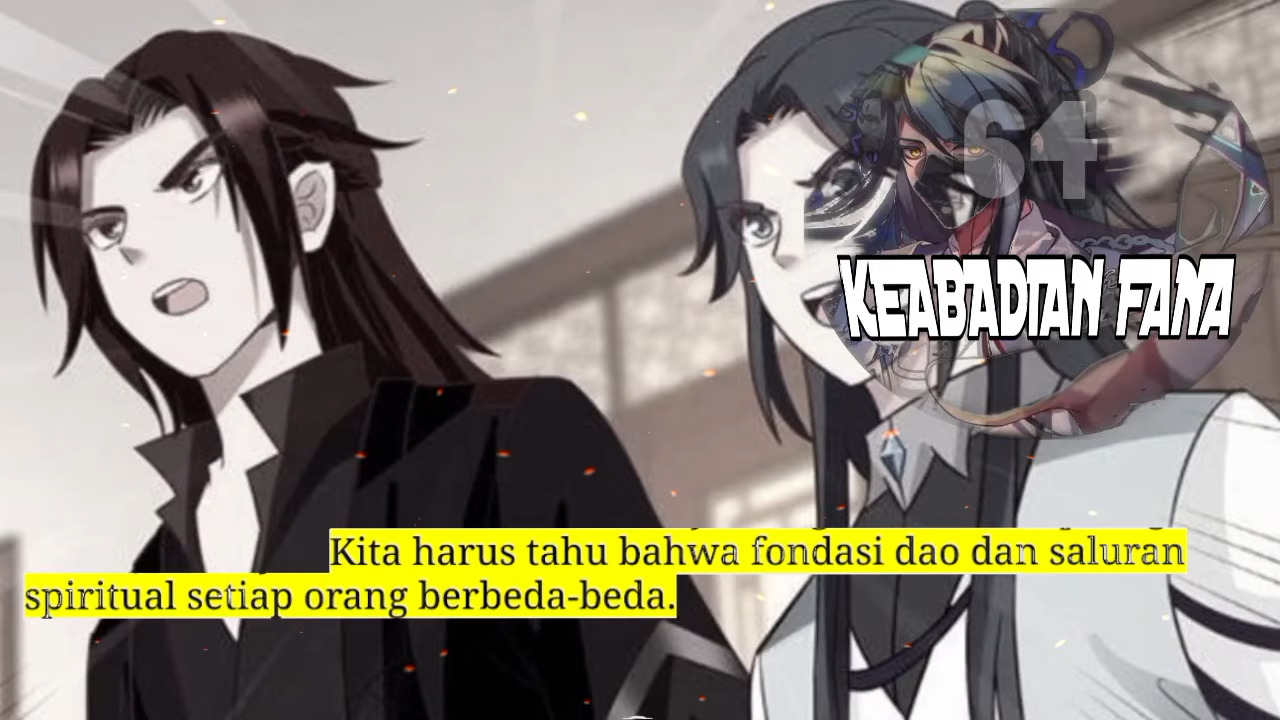 64
KEABADIAN FANA
Kita harus tahu bahwa fondasi dao dan saluran
spiritual setiap orang berbeda-beda.